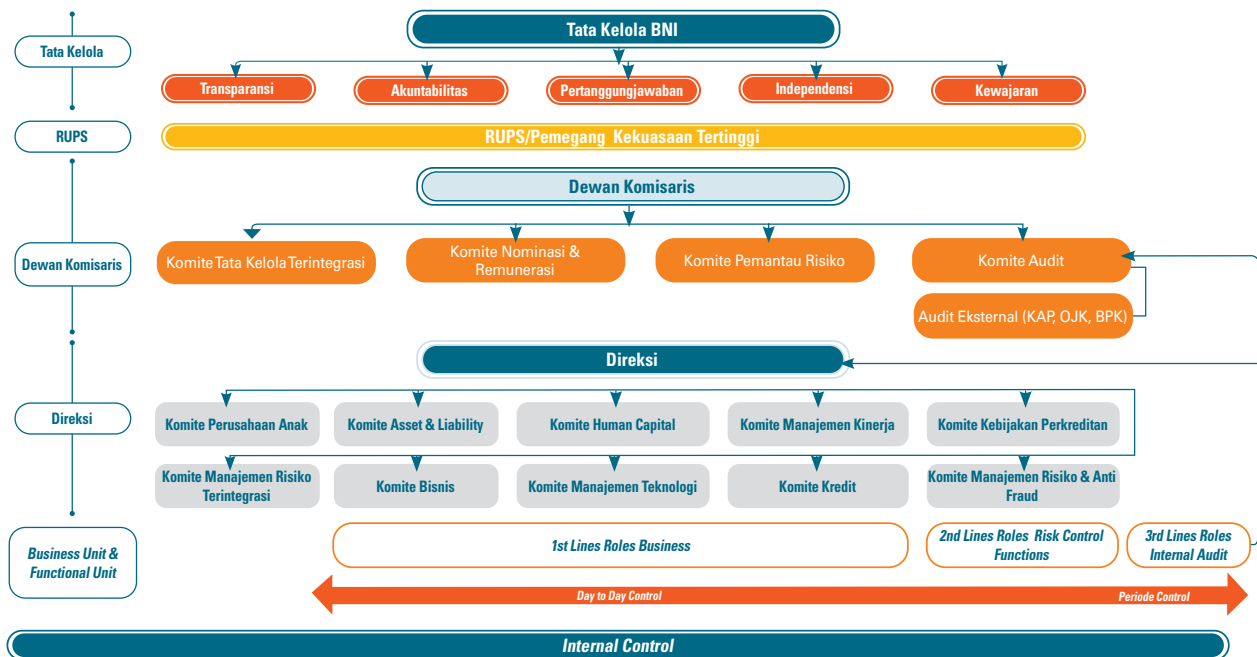 Tata Kelola BNI
Tata Kelola
Transparansi
Akuntabilitas
Pertanggungjawaban
Independensi
Kewajaran
RUPS
RUPS/Pemegang Kekuasaan Tertinggi
Dewan Komisaris
Dewan Komisaris
Komite Tata Kelola Terintegrasi
Komite Nominasi &
Remunerasi
Komite Pemantau Risiko
Komite Audit
Audit Eksternal (KAP, OJK, BPK)
Direksi
Direksi
Komite Perusahaan Anak
Komite Asset & Liability
Komite Human Capital
Komite Manajemen Kinerja
Komite Kebijakan Perkreditan
Komite Manajemen Risiko
Terintegrasi
Komite Bisnis
Komite Manajemen Teknologi
Komite Kredit
Komite Manajemen Risiko & Anti
Fraud
Business Unit &
Functional Unit
1st Lines Roles Business
2nd Lines Roles Risk Control
Functions
3rd Lines Roles
Internal Audit
Day to Day Control
Periode Control
Internal Control